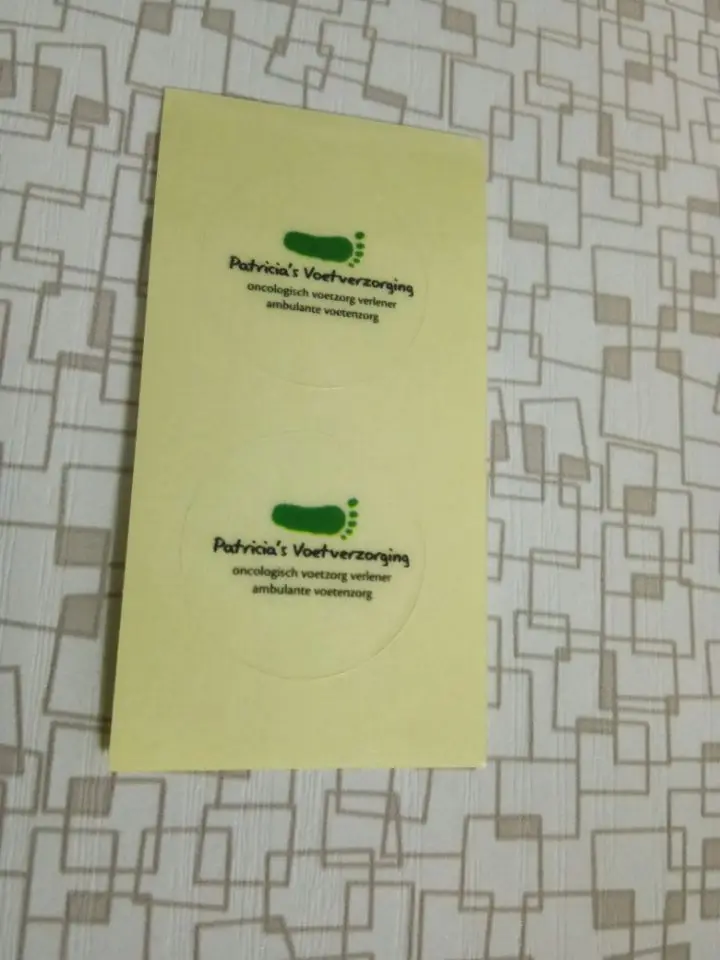 Patricia's Voetverzorging
oncologisch voetzorg verlener
ambulante voetenzorg
Patricia's Voetverzorging
oncologisch voetzorg verlener
ambulante voetenzorg